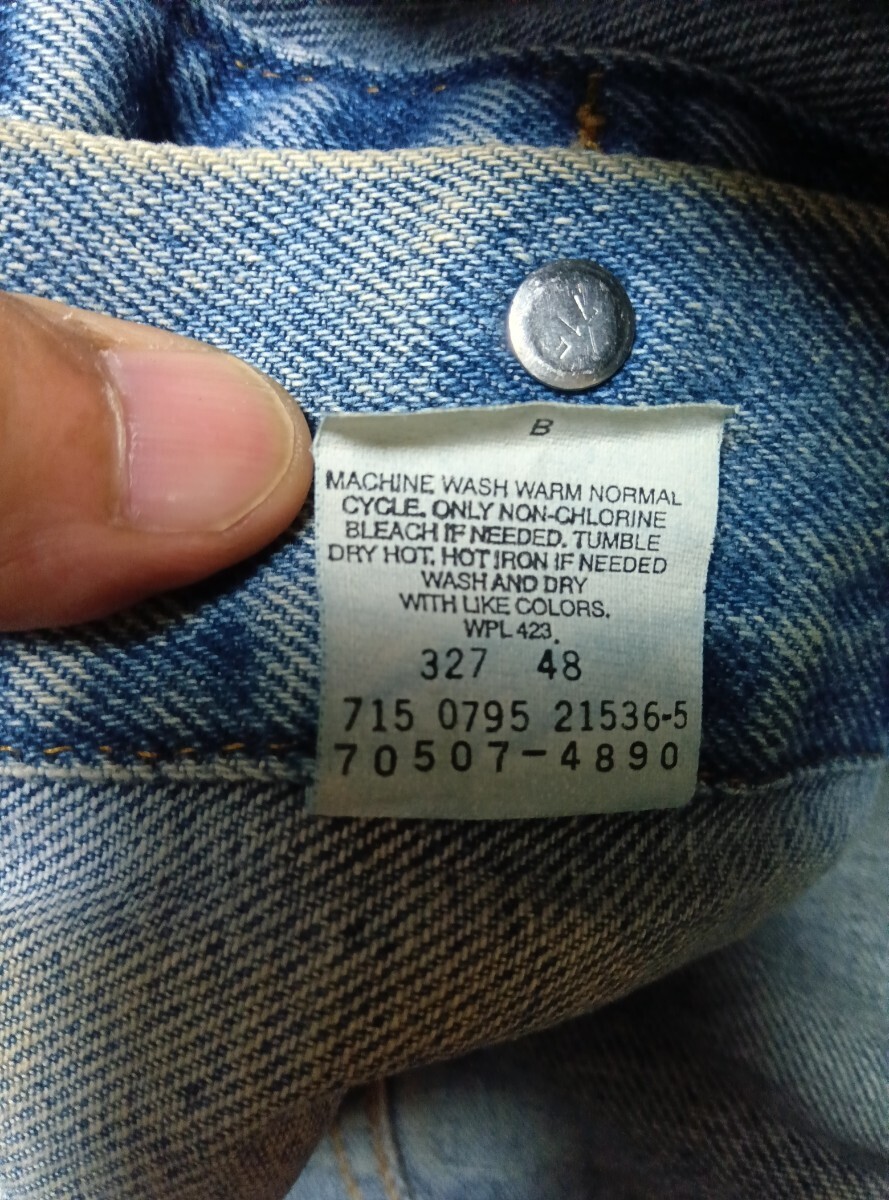 B
MACHINE WASH WARM NORMAL
CYCLE. ONLY NON-CHLORINE
BLEACH IF NEEDED. TUMBLE
DRY HOT. HOT IRON IF NEEDED
WASH AND DRY
WITH LIKE COLORS.
WPL 423.
327 48
715 0795 21536-5
70507-4890